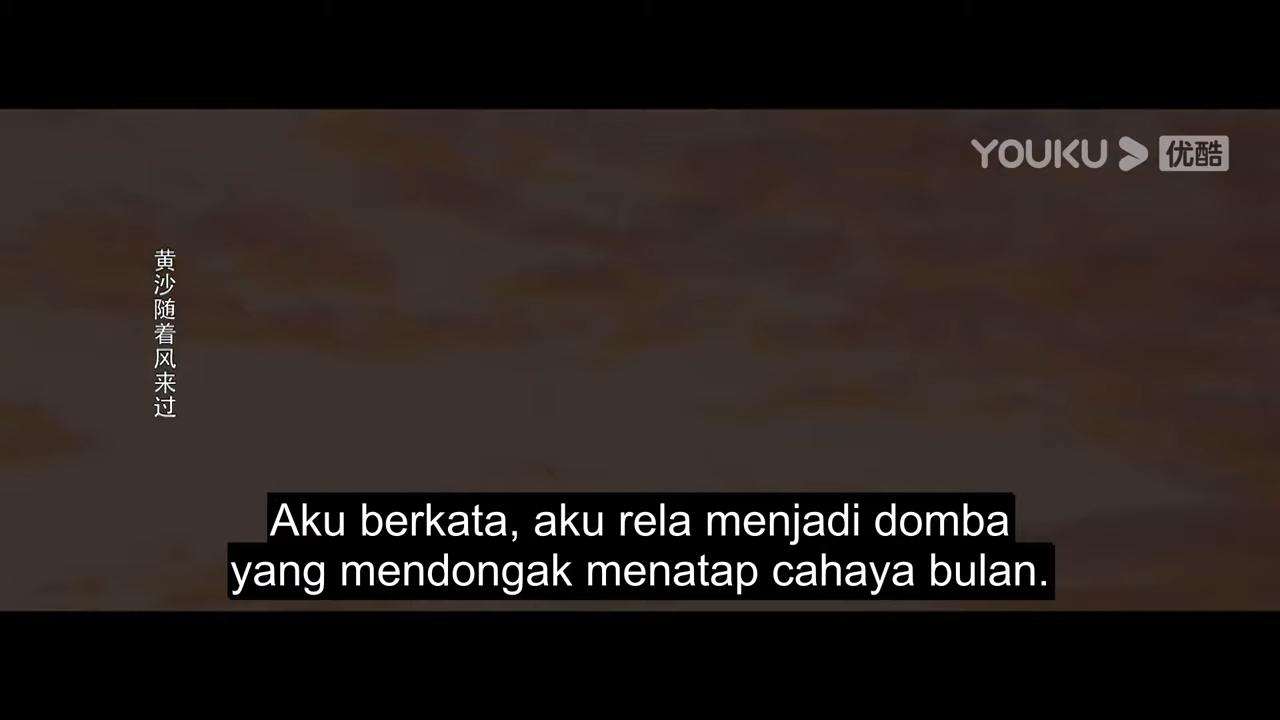 YOUKU 优酷
黄沙随着风来过
Aku berkata, aku rela menjadi domba
yang mendongak menatap cahaya bulan.